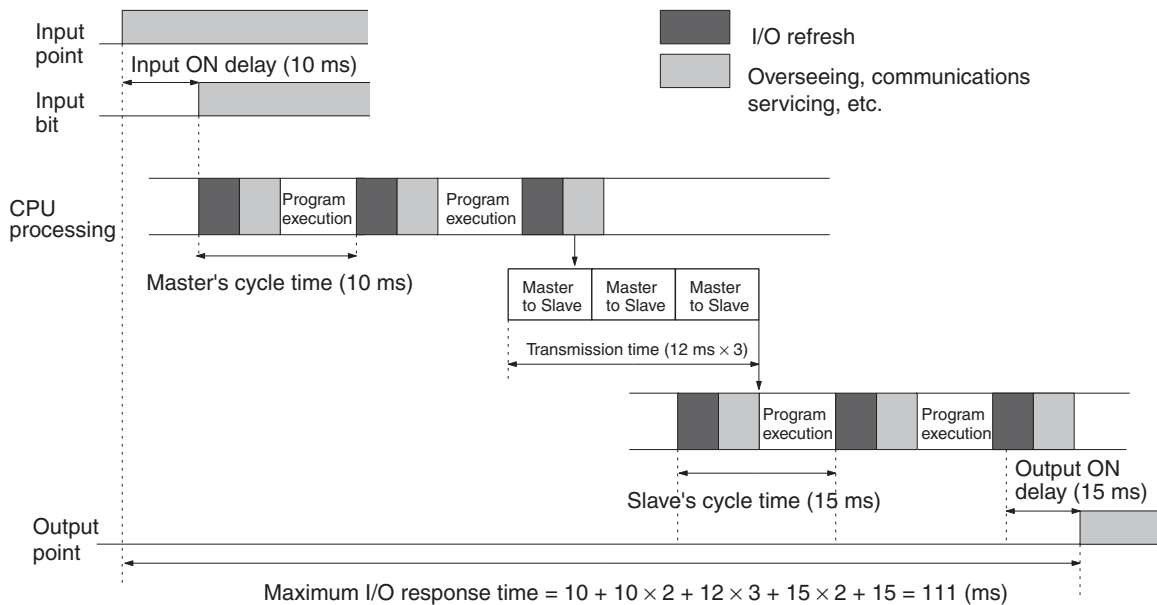 Input
point
Input ON delay (10 ms)
Input
bit
I/O refresh
Overseeing, communications
servicing, etc.
CPU
processing
Program
execution
Program
execution
Master's cycle time (10 ms)
Master
to Slave
Master
to Slave
Master
to Slave
Transmission time (12 ms × 3)
Program
execution
Program
execution
Slave's cycle time (15 ms)
Output ON
delay (15 ms)
Output
point
Maximum I/O response time = 10 + 10 × 2 + 12 × 3 + 15 × 2 + 15 = 111 (ms)